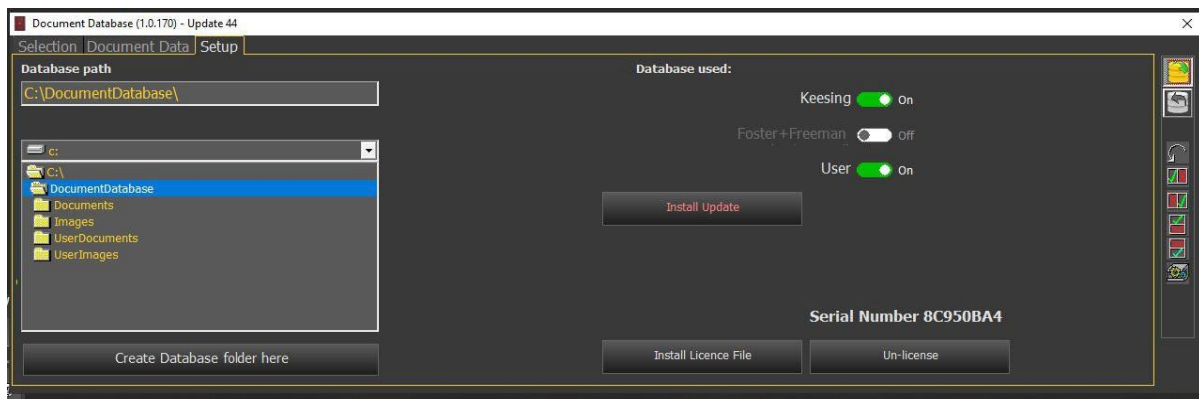 Document Database (1.0.170) - Update 44
Selection Document Data Setup
Database path
C:\DocumentDatabase\
c:
C:\
DocumentDatabase
Documents
Images
UserDocuments
UserImages
Create Database folder here
Database used:
Keesing On
Foster+Freeman Off
User On
Install Update
Serial Number 8C950BA4
Install Licence File Un-license